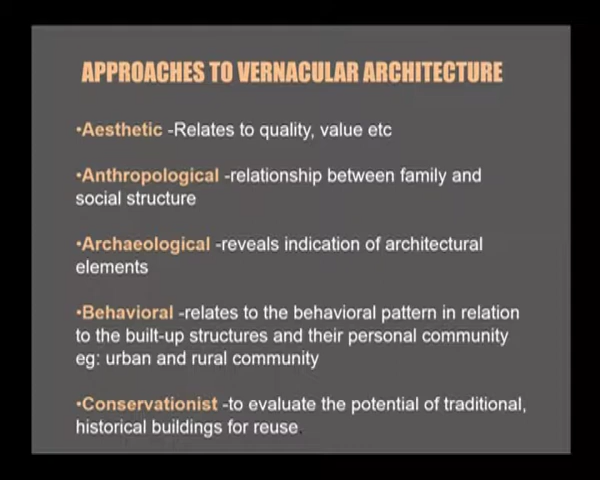 APPROACHES TO VERNACULAR ARCHITECTURE
•Aesthetic -Relates to quality, value etc
•Anthropological -relationship between family and
social structure
•Archaeological -reveals indication of architectural
elements
•Behavioral -relates to the behavioral pattern in relation
to the built-up structures and their personal community
eg: urban and rural community
•Conservationist -to evaluate the potential of traditional,
historical buildings for reuse.